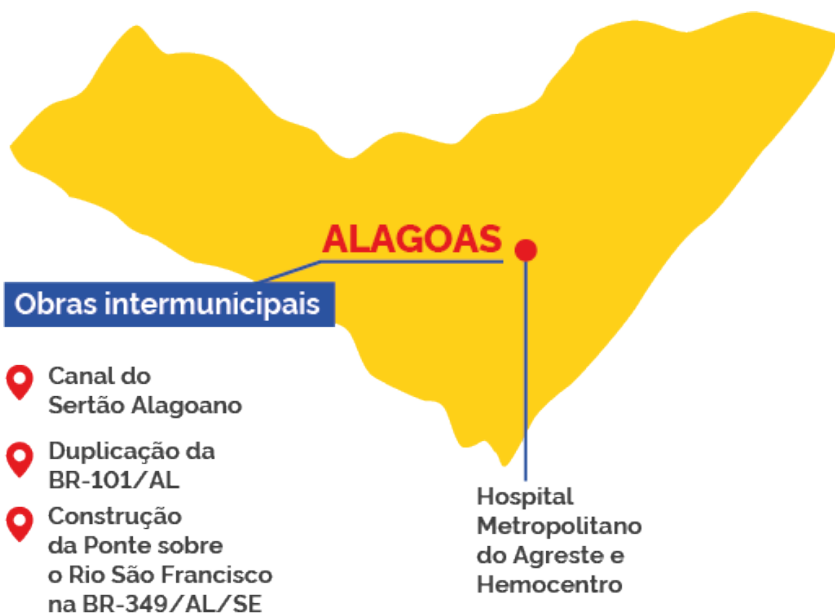 ALAGOAS
Obras intermunicipais
Canal do
Sertão Alagoano
Duplicação da
BR-101/AL
Construção
da Ponte sobre
o Rio São Francisco
na BR-349/AL/SE
Hospital
Metropolitano
do Agreste e
Hemocentro